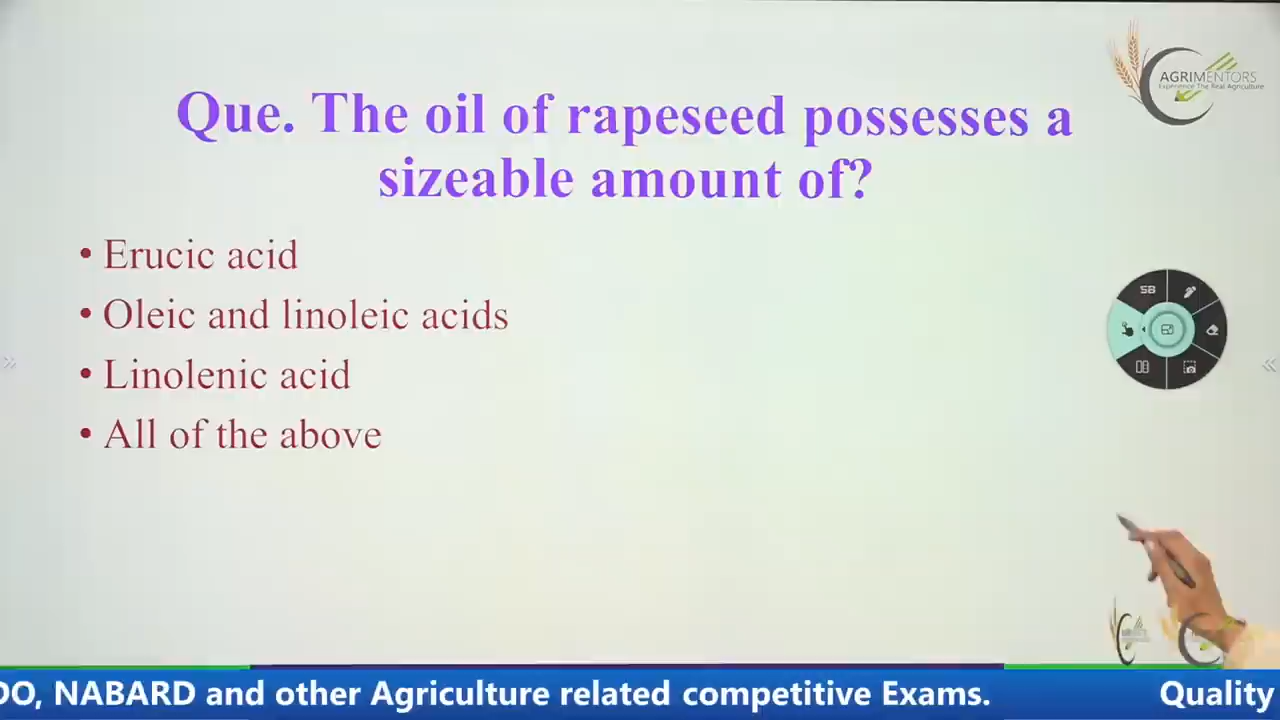 AGRIMENTORS
Experience The Real Agriculture
Que. The oil of rapeseed possesses a
sizeable amount of?
• Erucic acid
• Oleic and linoleic acids
• Linolenic acid
• All of the above
SB
DO, NABARD and other Agriculture related competitive Exams.
Quality